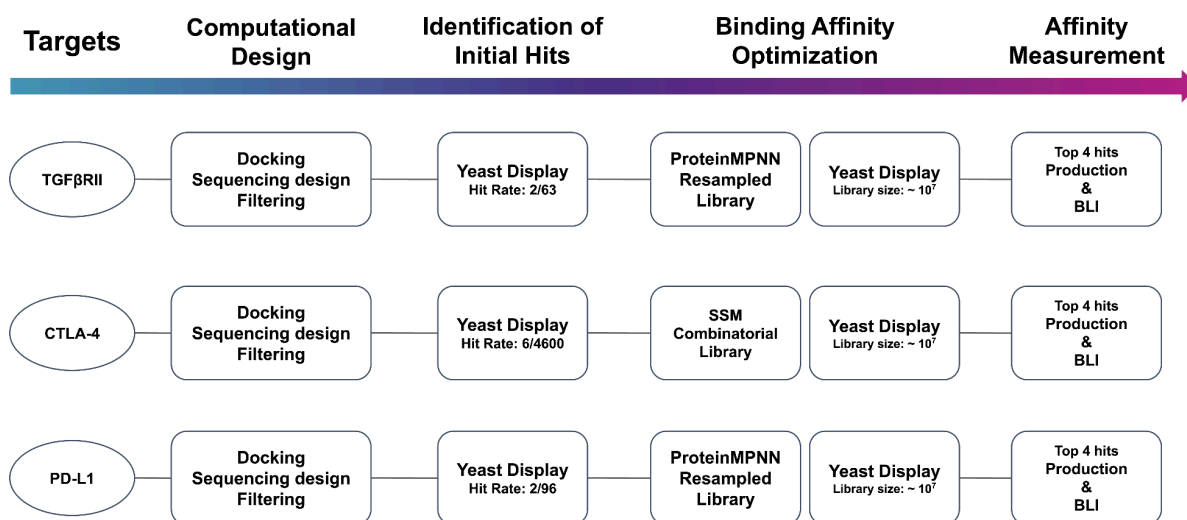 Targets
Computational
Design
Identification of
Initial Hits
Binding Affinity
Optimization
Affinity
Measurement
TGFβRII
Docking
Sequencing design
Filtering
Yeast Display
Hit Rate: 2/63
ProteinMPNN
Resampled
Library
Yeast Display
Library size: ~ 10⁷
Top 4 hits
Production
&
BLI
CTLA-4
Docking
Sequencing design
Filtering
Yeast Display
Hit Rate: 6/4600
SSM
Combinatorial
Library
Yeast Display
Library size: ~ 10⁷
Top 4 hits
Production
&
BLI
PD-L1
Docking
Sequencing design
Filtering
Yeast Display
Hit Rate: 2/96
ProteinMPNN
Resampled
Library
Yeast Display
Library size: ~ 10⁷
Top 4 hits
Production
&
BLI